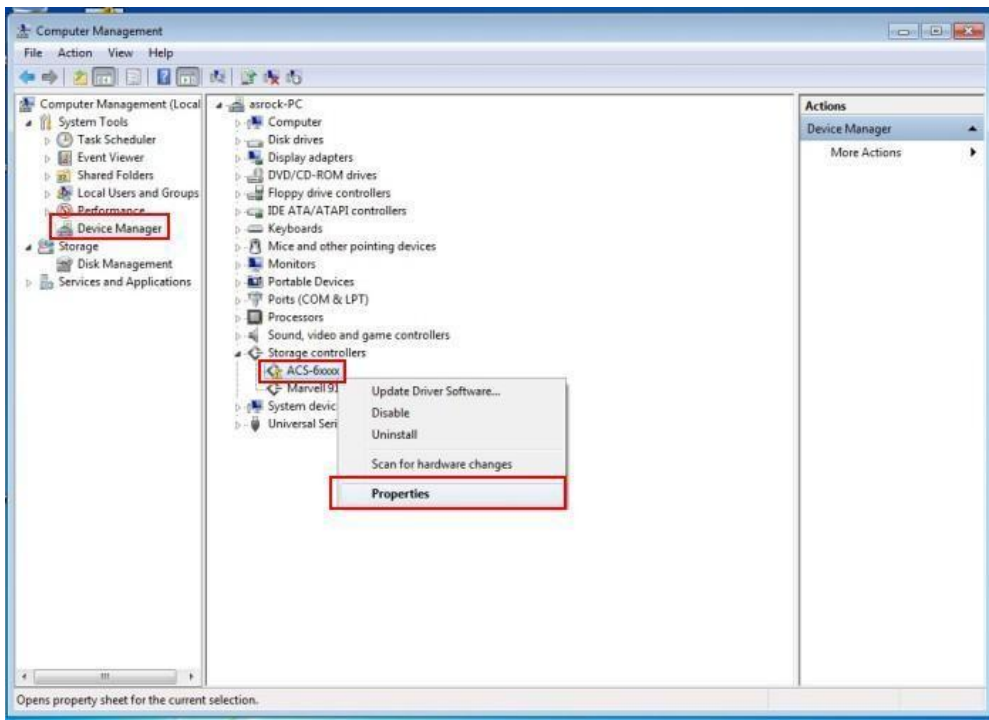 Computer Management
File Action View Help
Computer Management (Local
System Tools
Task Scheduler
Event Viewer
Shared Folders
Local Users and Groups
Performance
Device Manager
Storage
Disk Management
Services and Applications
asrock-PC
Computer
Disk drives
Display adapters
DVD/CD-ROM drives
Floppy drive controllers
IDE ATA/ATAPI controllers
Keyboards
Mice and other pointing devices
Monitors
Portable Devices
Ports (COM & LPT)
Processors
Sound, video and game controllers
Storage controllers
ACS-6xxxx
Marvell 91
System devic
Universal Seri
Update Driver Software...
Disable
Uninstall
Scan for hardware changes
Properties
Actions
Device Manager
More Actions
Opens property sheet for the current selection.